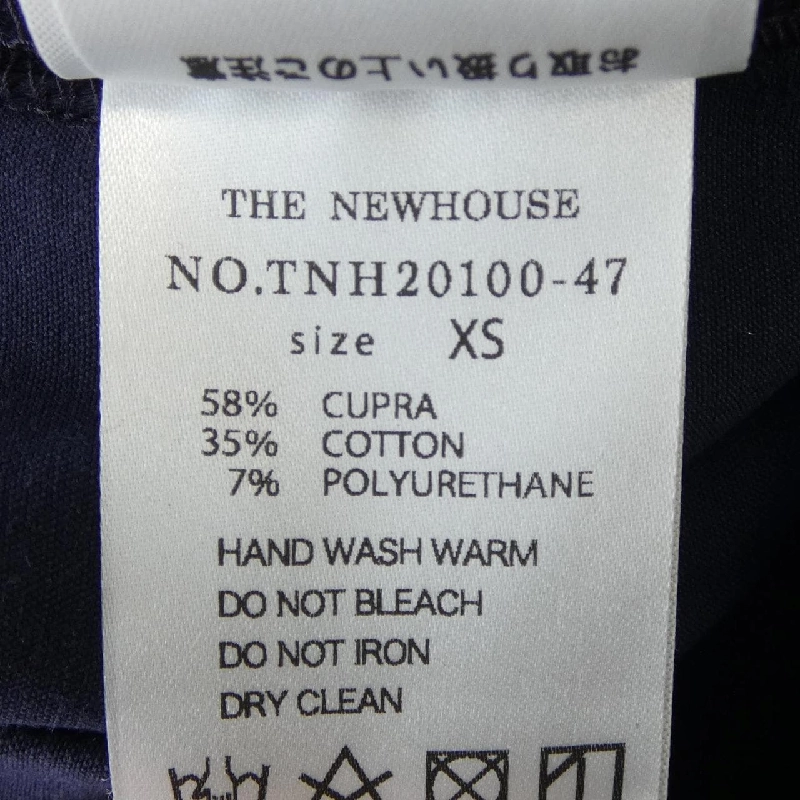 お取り扱い上のご注意
THE NEWHOUSE
NO.TNH20100-47
size XS
58% CUPRA
35% COTTON
7% POLYURETHANE
HAND WASH WARM
DO NOT BLEACH
DO NOT IRON
DRY CLEAN